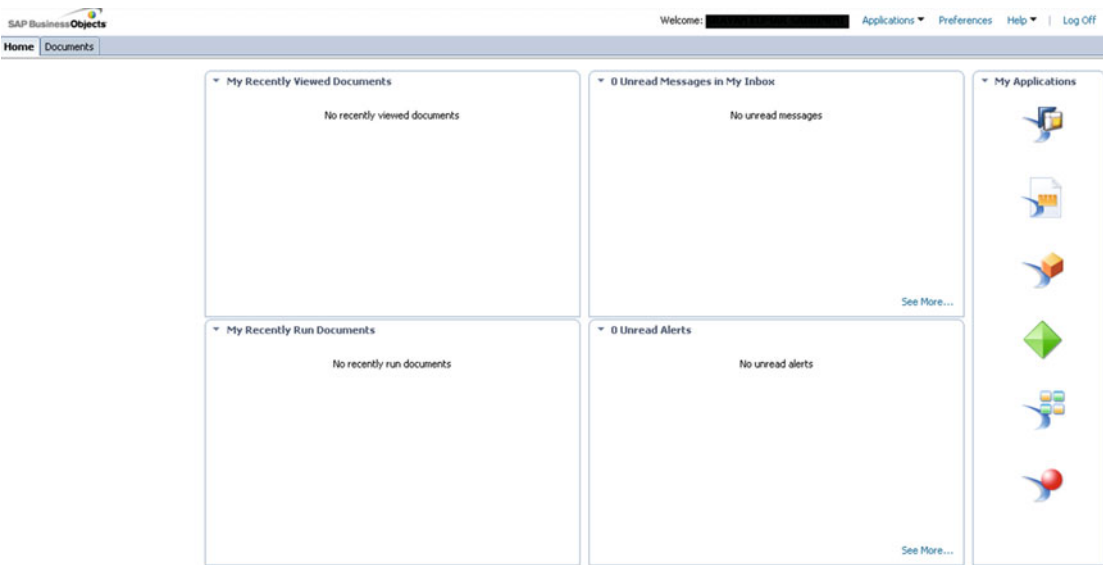 SAP BusinessObjects
Welcome:
Applications
Preferences
Help
|
Log Off
Home
Documents
My Recently Viewed Documents
No recently viewed documents
0 Unread Messages in My Inbox
No unread messages
See More...
My Applications
My Recently Run Documents
No recently run documents
0 Unread Alerts
No unread alerts
See More...